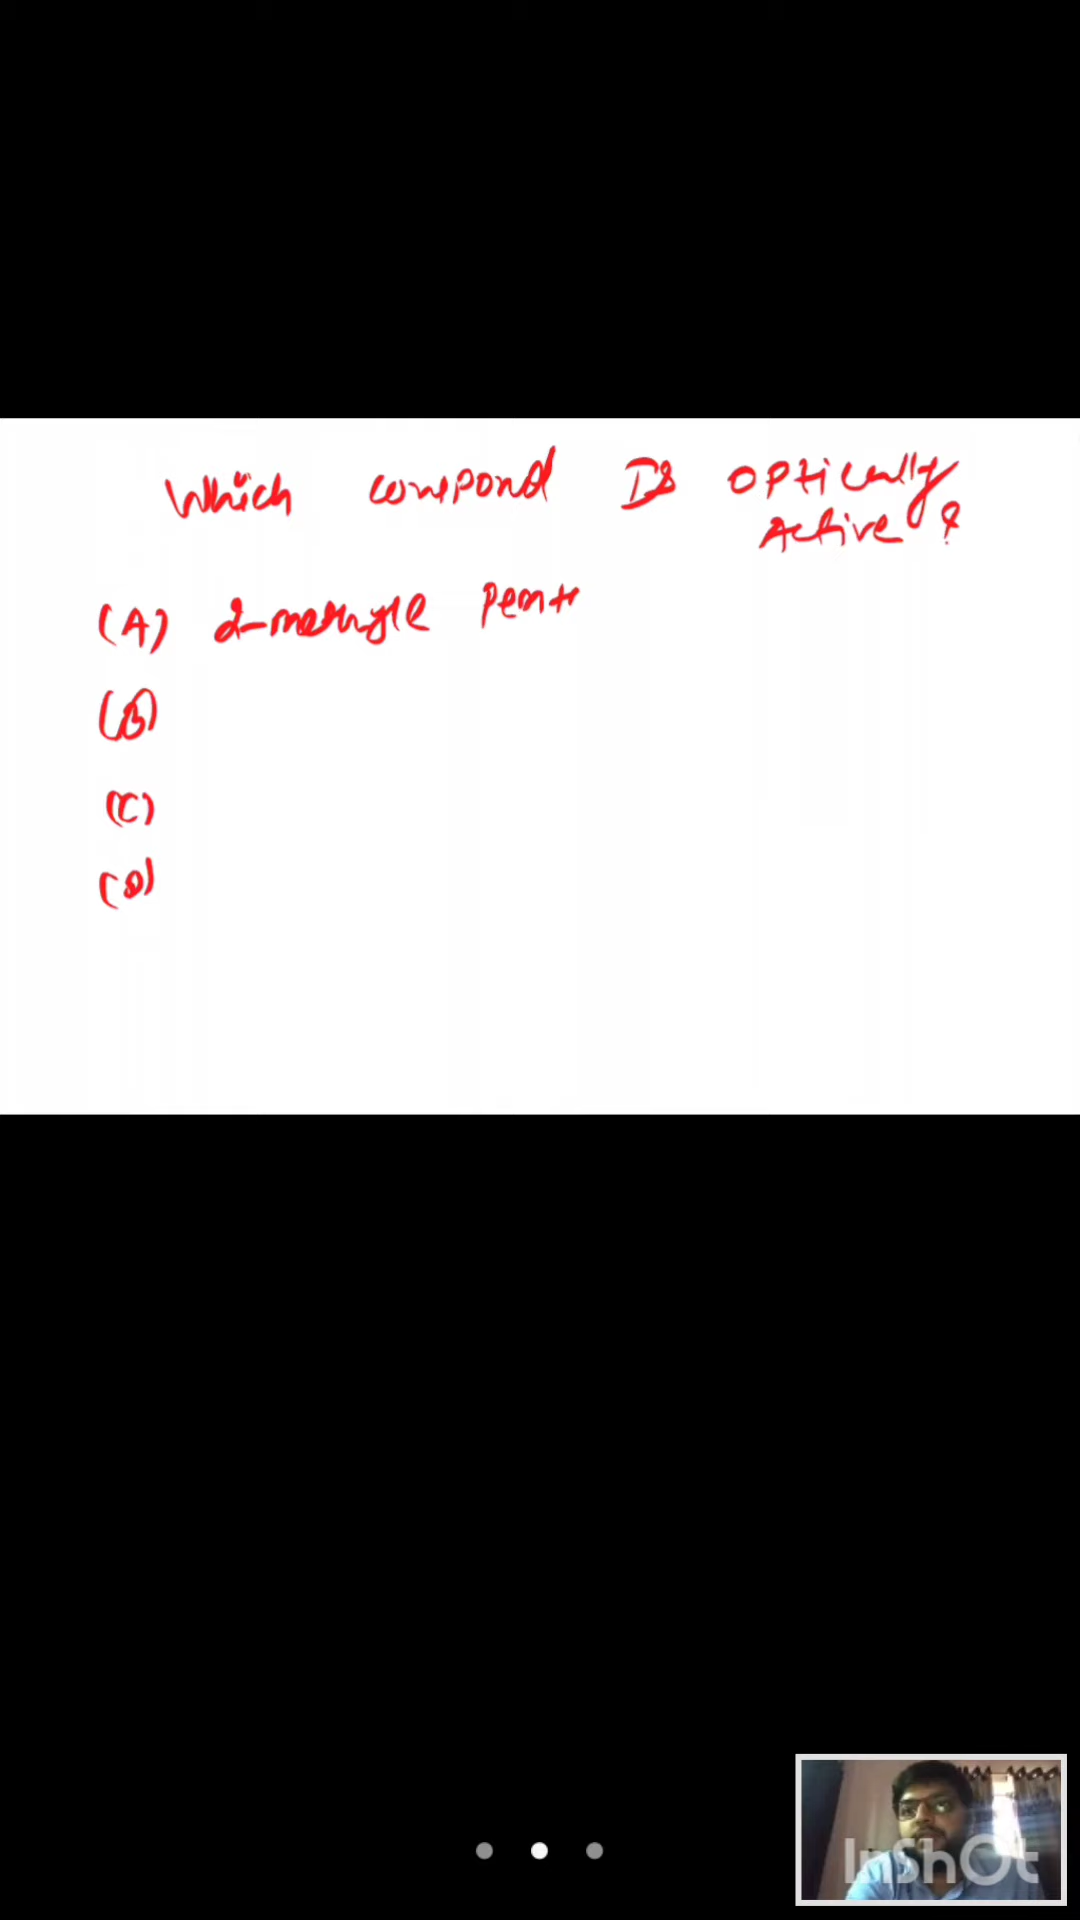 Which compond Is optically
Active ?
(A) 2-methyle Pent
(B)
(C)
(D)
InShOt